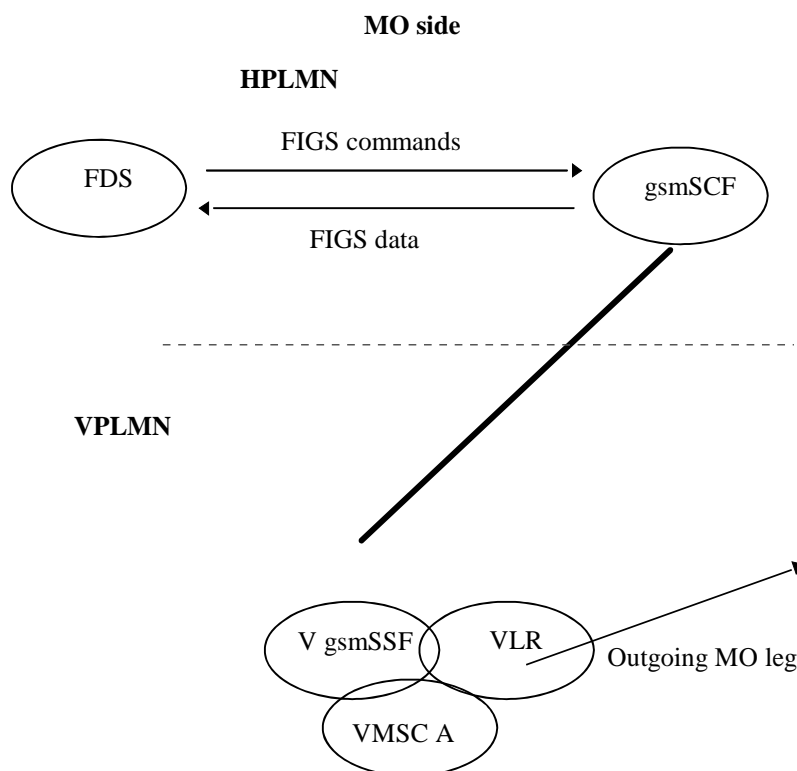 MO side
HPLMN
FIGS commands
FDS
gsmSCF
FIGS data
VPLMN
V gsmSSF
VLR
Outgoing MO leg
VMSC A